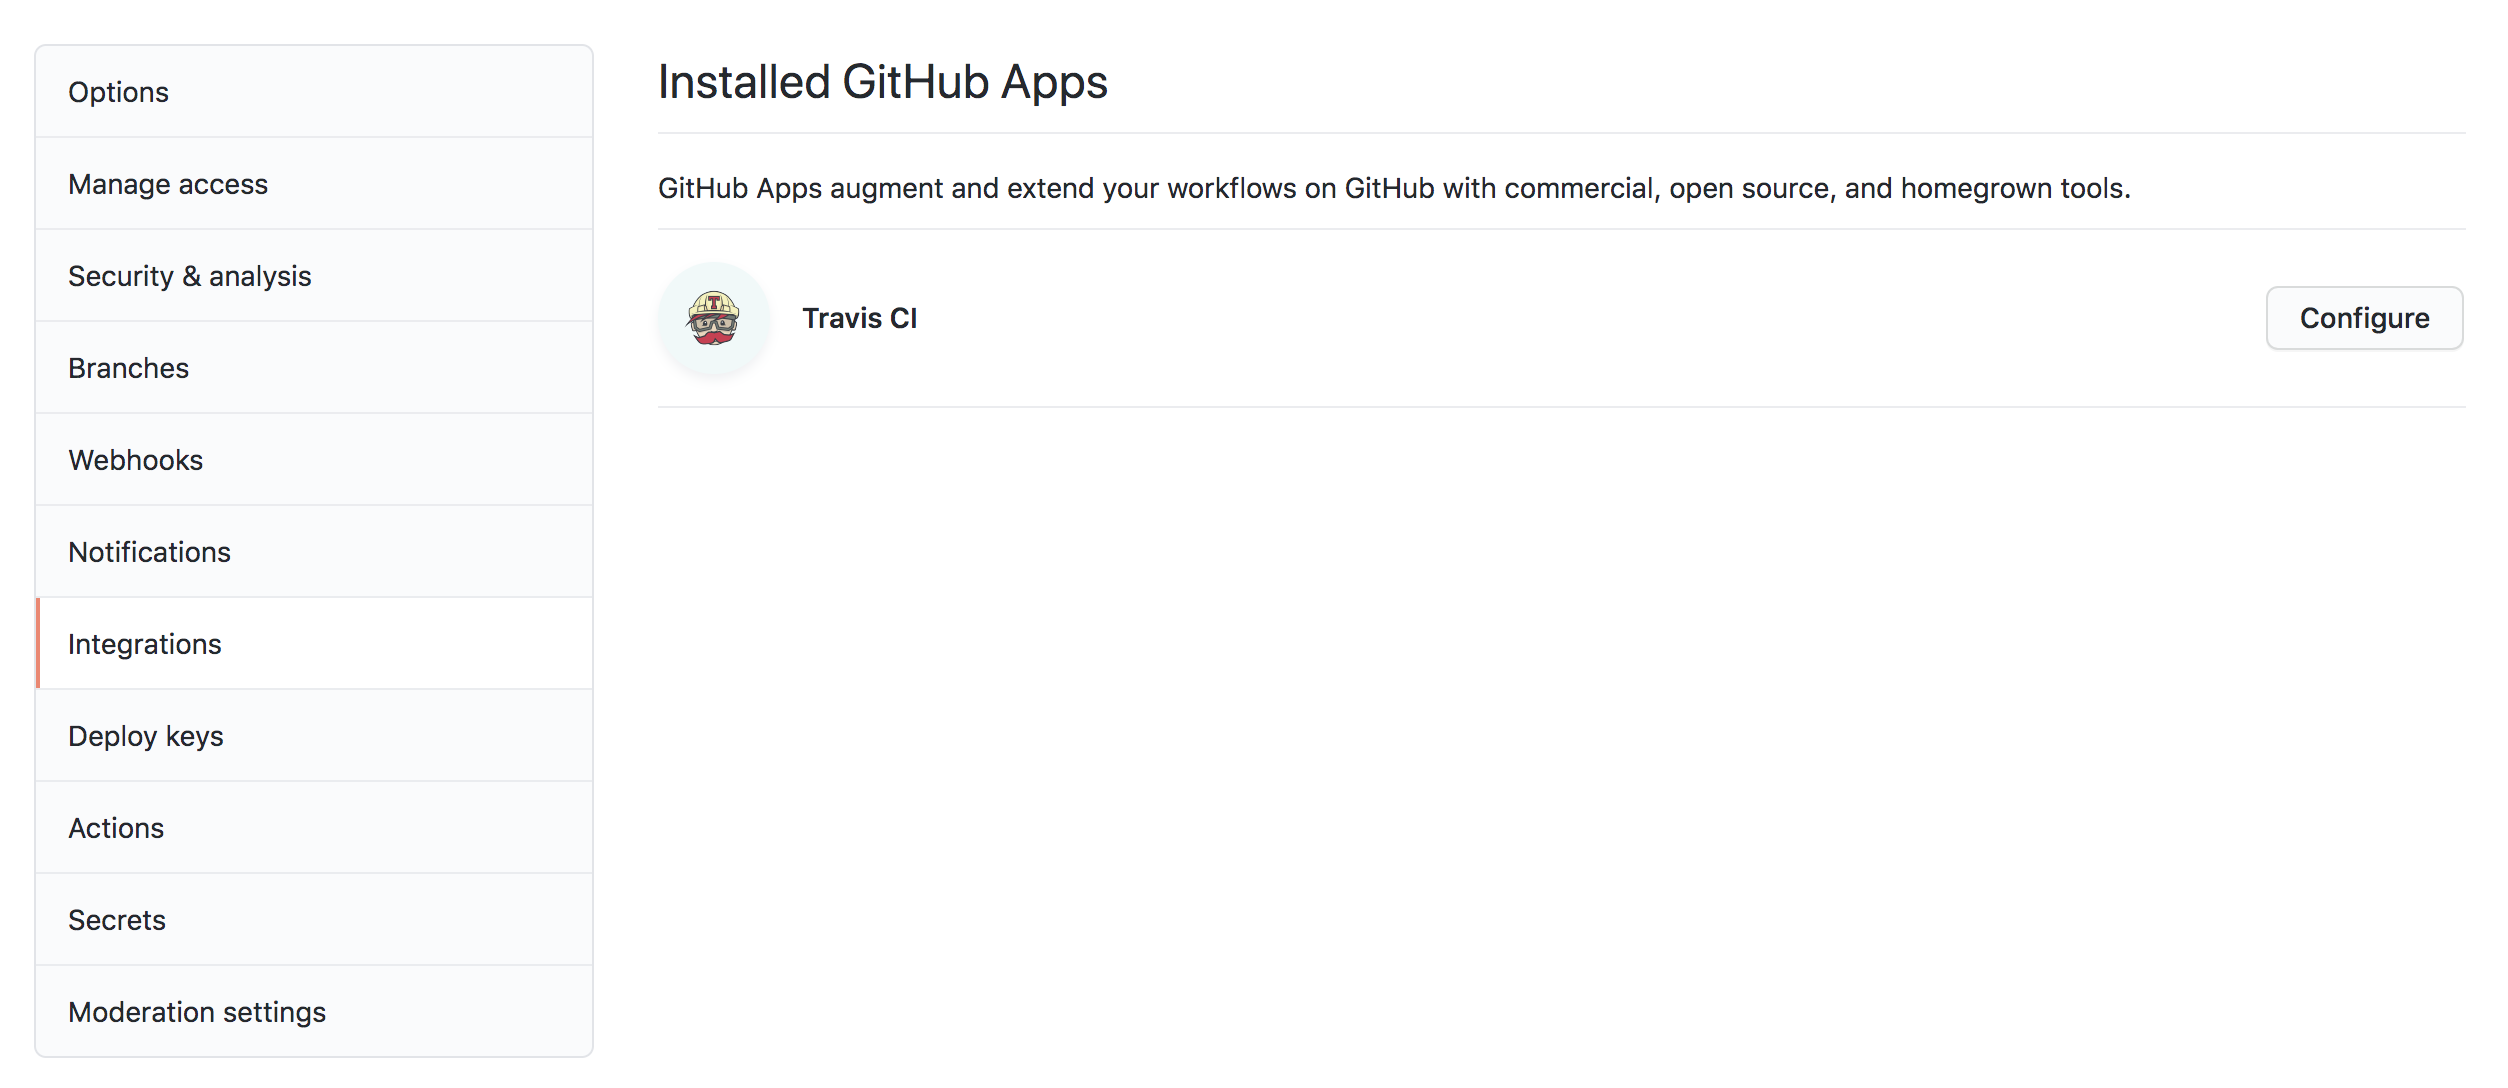 Options
Manage access
Security & analysis
Branches
Webhooks
Notifications
Integrations
Deploy keys
Actions
Secrets
Moderation settings
Installed GitHub Apps
GitHub Apps augment and extend your workflows on GitHub with commercial, open source, and homegrown tools.
T
Travis CI
Configure